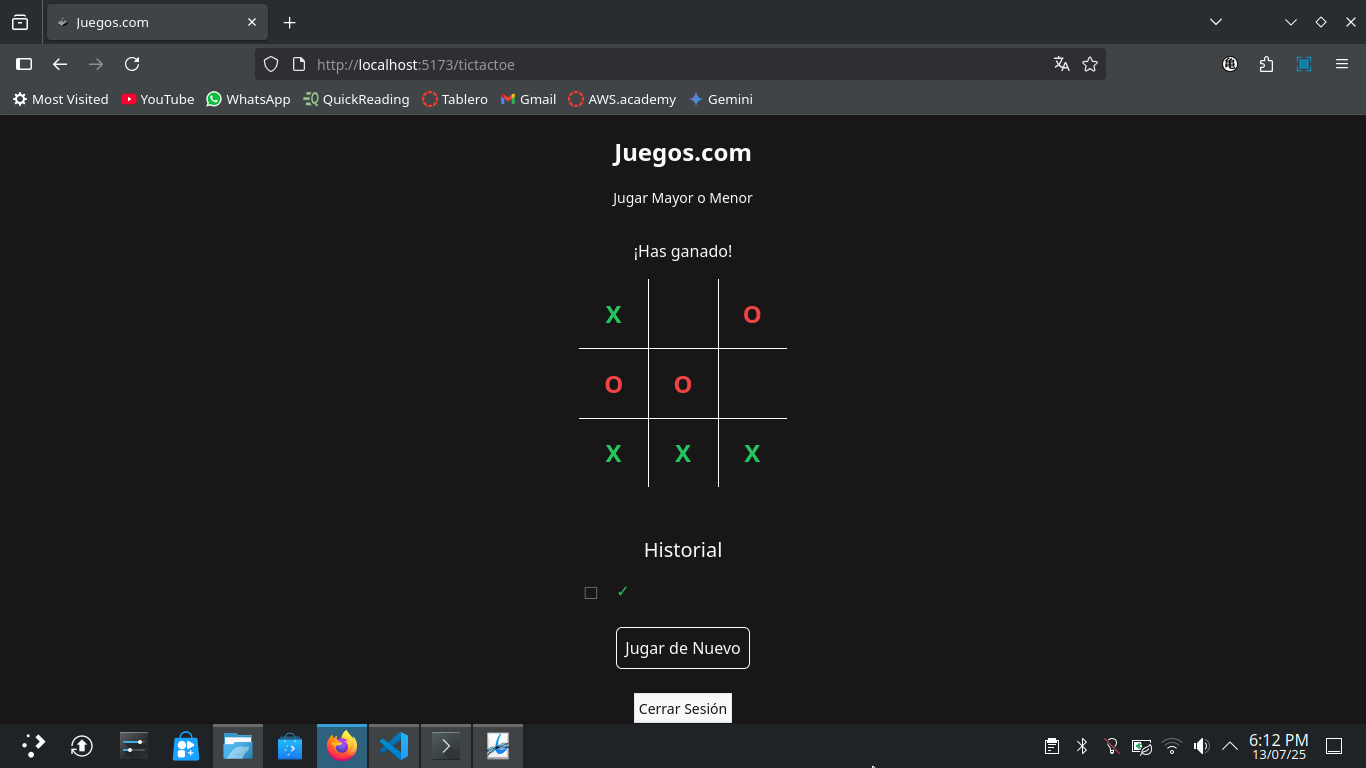 Juegos.com
http://localhost:5173/tictactoe
Most Visited YouTube WhatsApp QuickReading Tablero Gmail AWS.academy Gemini
Juegos.com
Jugar Mayor o Menor
¡Has ganado!
X O
O O
X X X
Historial
Jugar de Nuevo
Cerrar Sesión
6:12 PM
13/07/25